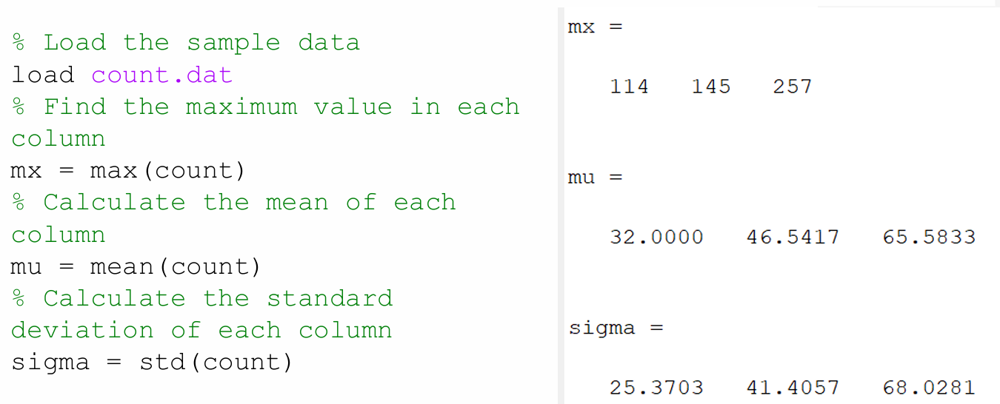 % Load the sample data
load count.dat
% Find the maximum value in each
column
mx = max(count)
% Calculate the mean of each
column
mu = mean(count)
% Calculate the standard
deviation of each column
sigma = std(count)
mx =
114 145 257
mu =
32.0000 46.5417 65.5833
sigma =
25.3703 41.4057 68.0281